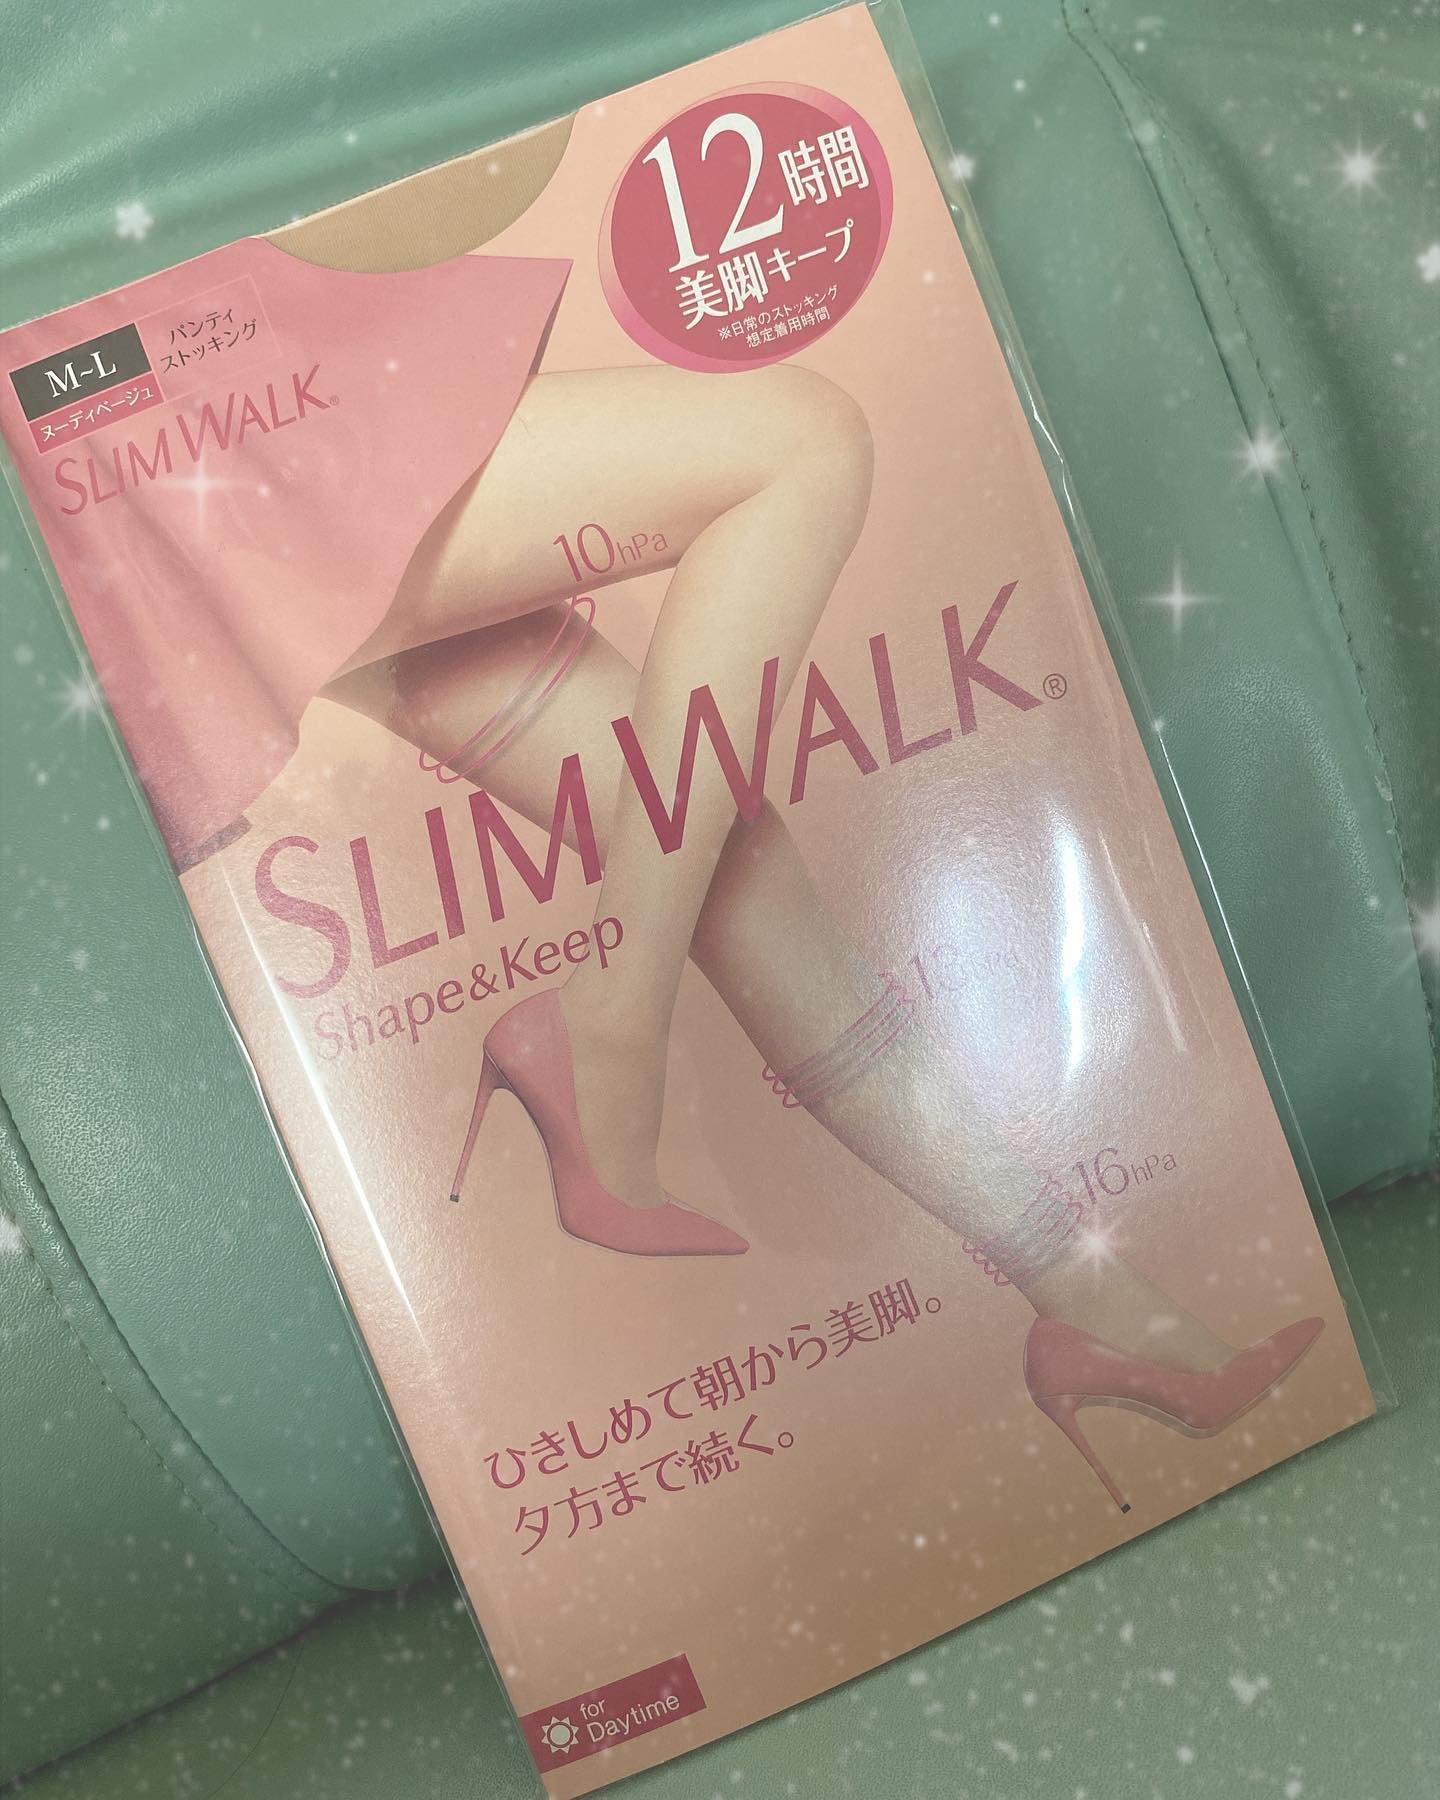 12時間
美脚キープ
※日常のストッキング
想定着用時間
M~L
パンティ
ストッキング
ヌーディベージュ
SLIM WALK®
10hPa
SLIM WALK®
Shape&Keep
13hPa
16hPa
ひきしめて朝から美脚。
夕方まで続く。
for
Daytime